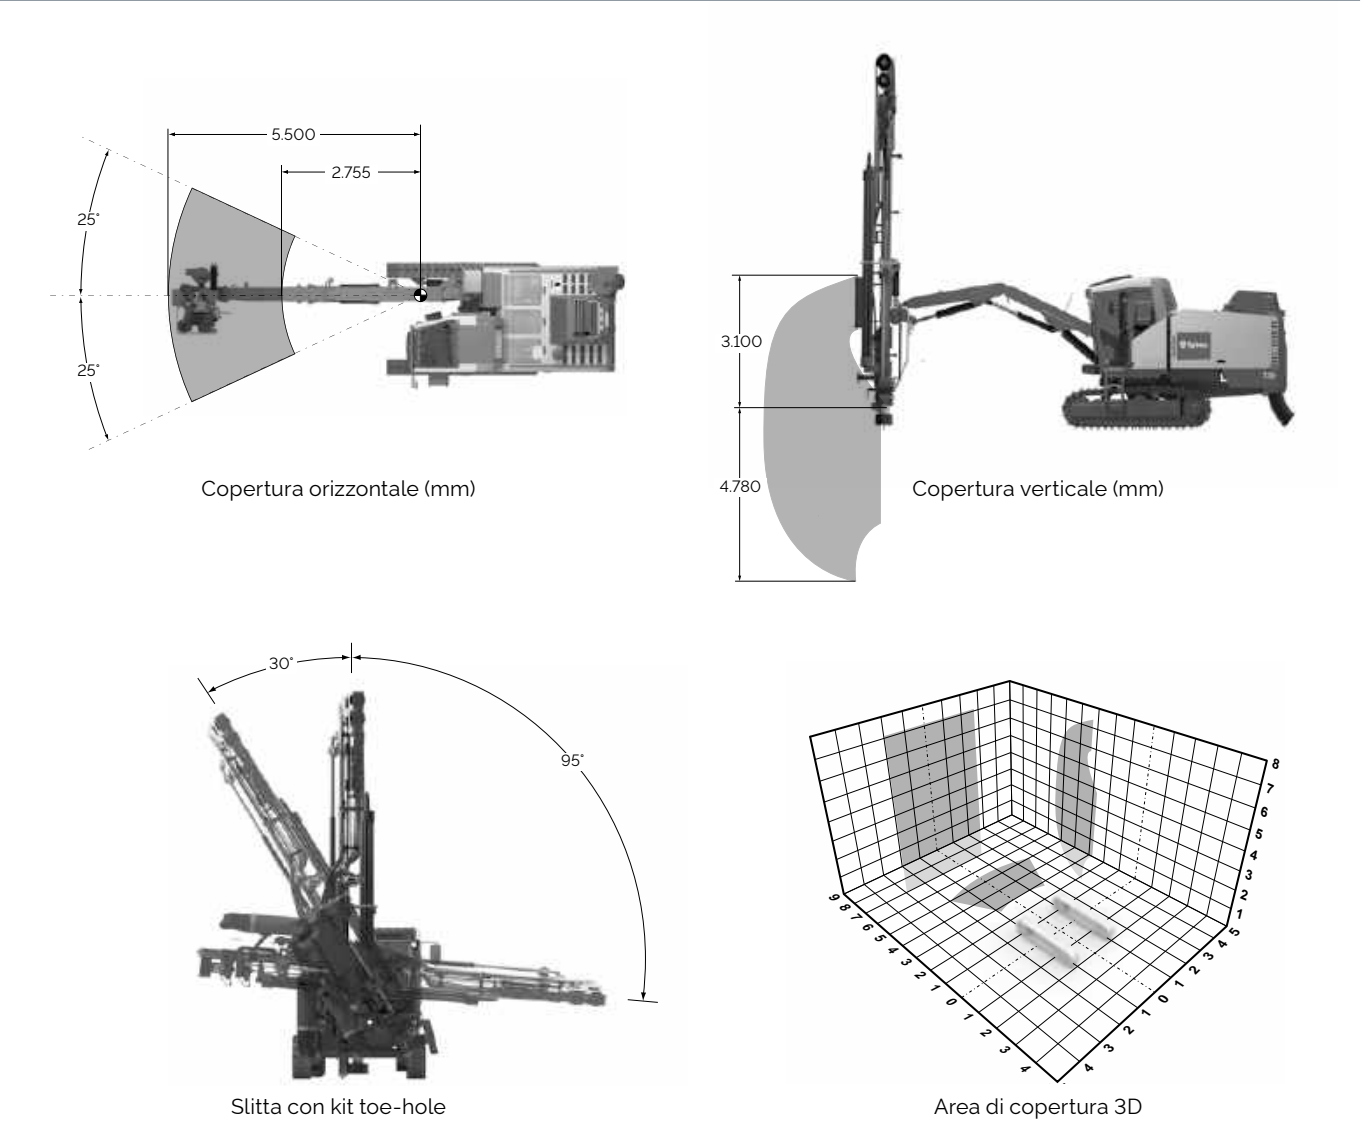 5.500
2.755
25°
25°
Copertura orizzontale (mm)
3.100
4.780
Copertura verticale (mm)
30°
95°
Slitta con kit toe-hole
8
7
6
5
4
3
2
1
9 8 7 6 5 4 3 2 1 0 1 2 3 4
4 3 2 1 0 1 2 3 4 5
Area di copertura 3D